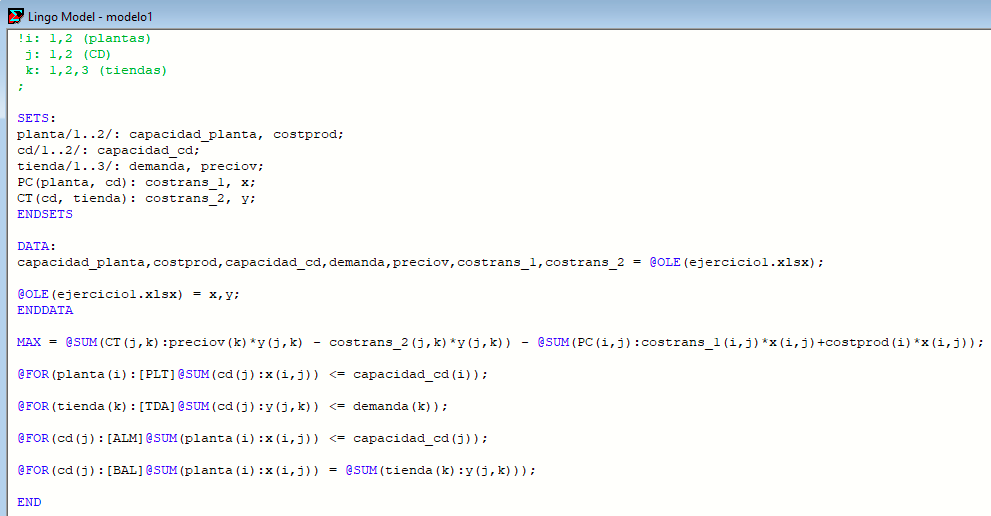 Lingo Model - modelo1
!i: 1,2 (plantas)
j: 1,2 (CD)
k: 1,2,3 (tiendas)
;
SETS:
planta/1..2/: capacidad_planta, costprod;
cd/1..2/: capacidad_cd;
tienda/1..3/: demanda, preciov;
PC(planta, cd): costrans_1, x;
CT(cd, tienda): costrans_2, y;
ENDSETS
DATA:
capacidad_planta,costprod,capacidad_cd,demanda,preciov,costrans_1,costrans_2 = @OLE(ejercicio1.xlsx);
@OLE(ejercicio1.xlsx) = x,y;
ENDDATA
MAX = @SUM(CT(j,k):preciov(k)*y(j,k) - costrans_2(j,k)*y(j,k)) - @SUM(PC(i,j):costrans_1(i,j)*x(i,j)+costprod(i)*x(i,j));
@FOR(planta(i):[PLT]@SUM(cd(j):x(i,j)) <= capacidad_cd(i));
@FOR(tienda(k):[TDA]@SUM(cd(j):y(j,k)) <= demanda(k));
@FOR(cd(j):[ALM]@SUM(planta(i):x(i,j)) <= capacidad_cd(j));
@FOR(cd(j):[BAL]@SUM(planta(i):x(i,j)) = @SUM(tienda(k):y(j,k)));
END